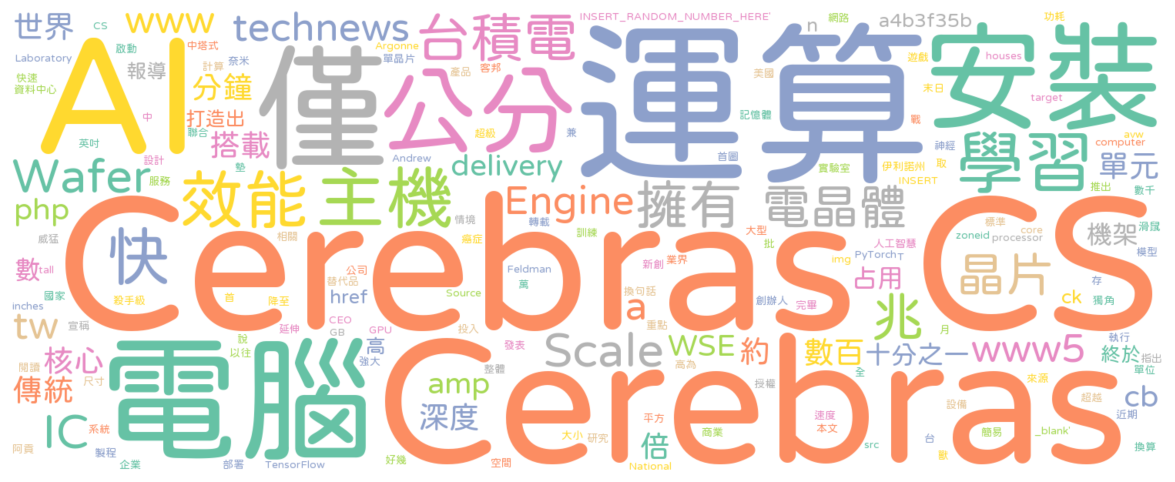 世界 CS www technews 台積電 INSERT_RANDOM_NUMBER_HERE' n 網路 a4b3f35b 功耗
Laboratory 啟動 中塔式 奈米 Argonne 單晶片 遊戲 安裝 houses
AI 報導 計算 分鐘 僅 公分 產品 客邦 運算 美國 末日 target
快速 資料中心 中 聯合 打造出 搭載 超級 兼 記憶體 戰 computer
英吋 設計 墊 Andrew delivery 首圖 實驗室 伊利諾州 神經 取 學習 avw 單元
Wafer 服務 效能 主機 Engine 擁有 電晶體 INSERT 推出 數千
php 威猛 快 相關 情境 轉載 訓練 大型 批 人工智慧 標準 core zoneid processor 機架 滑鼠
Cerebras CS
數 tall 國家 公司 替代品 癌症 Feldman 新創 業界 img PyTorch T 占用 晶片 模型 存
inches 殺手級 首 降至 href Source 萬 換句話 a 創辦人 完畢 兆 ck 獨角
tw 宣稱 說 延伸 CEO GB GPU 投入 重點 月 執行
核心 以往 高 強大 發表 Scale WSE 約 數百 十分之一 www5 終於 指出
閱讀 傳統 尺寸 電腦 amp 整體 高為 授權 全 來源 單位
IC 系統 深度 Cerebras 平方 速度 本文 設備 超越 cb 近期
阿貢 製程 企業 部署 TensorFlow 好幾 空間 大小 研究 National 倍 商業 src 台 簡易 獸 _blank' 換算